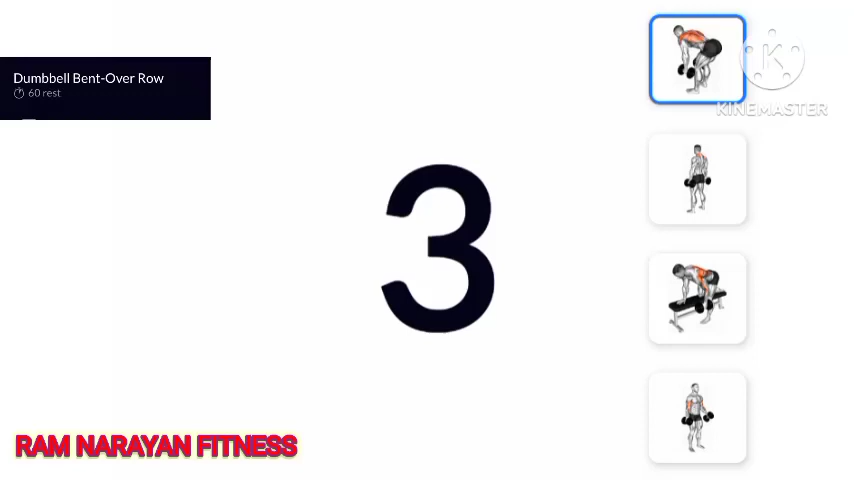 Dumbbell Bent-Over Row
60 rest
K
KINEMASTER
3
RAM NARAYAN FITNESS